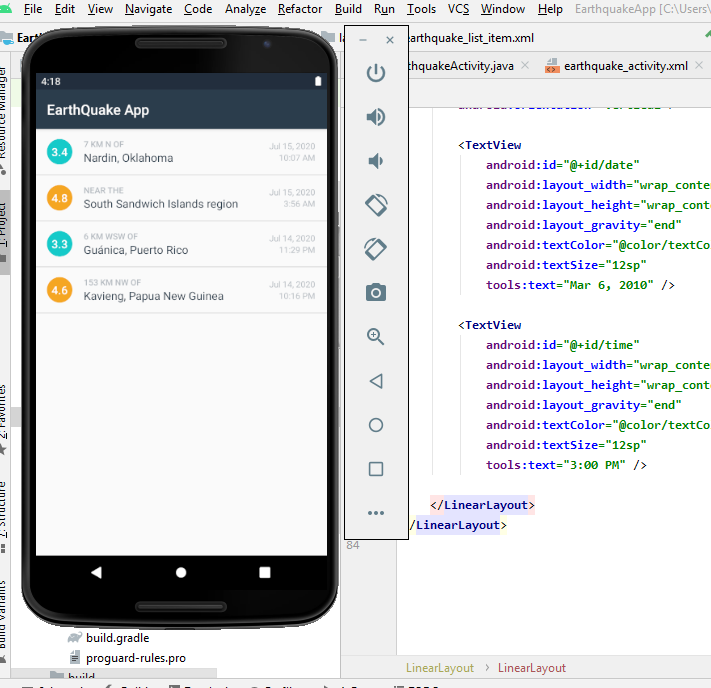 File Edit View Navigate Code Analyze Refactor Build Run Tools VCS Window Help EarthquakeApp [C:\Users\
earthquake_list_item.xml
earthquake_activity.xml
Resource Manager
1: Project
2: Favorites
7: Structure
Build Variants
4:18
EarthQuake App
3.4
7 KM N OF
Nardin, Oklahoma
Jul 15, 2020
10:07 AM
4.8
NEAR THE
South Sandwich Islands region
Jul 15, 2020
3:56 AM
3.3
6 KM WSW OF
Guánica, Puerto Rico
Jul 14, 2020
11:29 PM
4.6
153 KM NW OF
Kavieng, Papua New Guinea
Jul 14, 2020
10:16 PM
<TextView
android:id="@+id/date"
android:layout_width="wrap_conte
android:layout_height="wrap_conte
android:layout_gravity="end"
android:textColor="@color/textCo
android:textSize="12sp"
tools:text="Mar 6, 2010" />
<TextView
android:id="@+id/time"
android:layout_width="wrap_conte
android:layout_height="wrap_conte
android:layout_gravity="end"
android:textColor="@color/textCo
android:textSize="12sp"
tools:text="3:00 PM" />
</LinearLayout>
/LinearLayout>
84
build.gradle
proguard-rules.pro
build
LinearLayout › LinearLayout